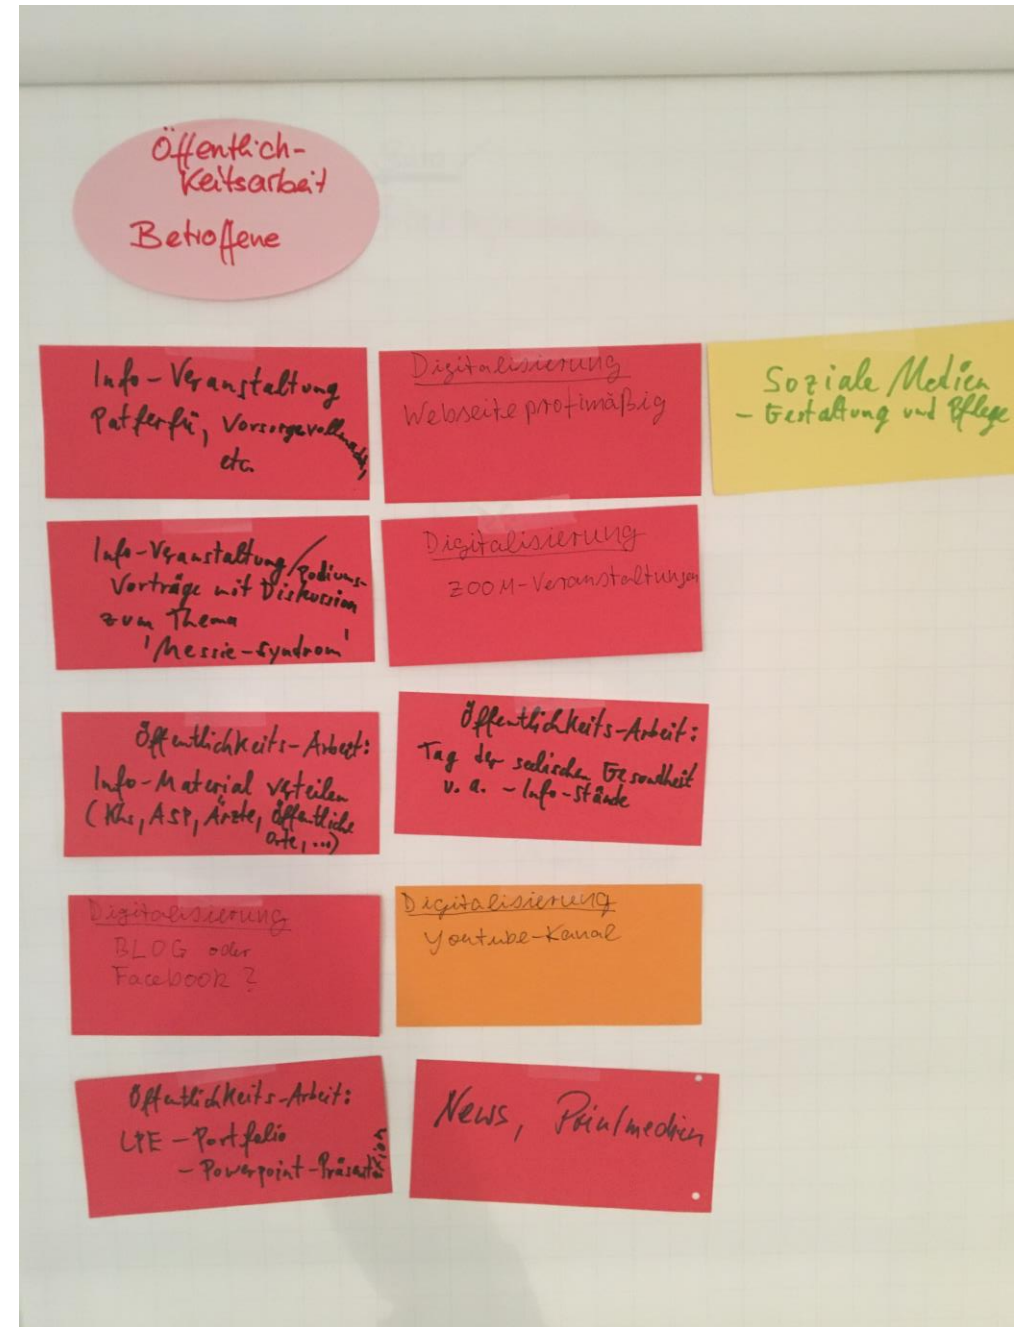 Öffentlich-
keitsarbeit
Betroffene
Info-Veranstaltung
Patferfü, Vorsorgevollmacht,
etc.
Digitalisierung
Webseite profimäßig
Soziale Medien
- Gestaltung und Pflege
Info-Veranstaltung/Podiums-
Vorträge mit Diskussion
zum Thema
'Messie-Syndrom'
Digitalisierung
ZOOM-Veranstaltungen
Öffentlichkeits-Arbeit:
Info-Material verteilen
(Khs, ASP, Ärzte, öffentliche
Orte, ...)
Öffentlichkeits-Arbeit:
Tag der seelischen Gesundheit
u. a. - Info-Stände
Digitalisierung
BLOG oder
Facebook?
Digitalisierung
Youtube-Kanal
Öffentlichkeits-Arbeit:
LPE - Portfolio
- Powerpoint-Präsentation
News, Printmedien